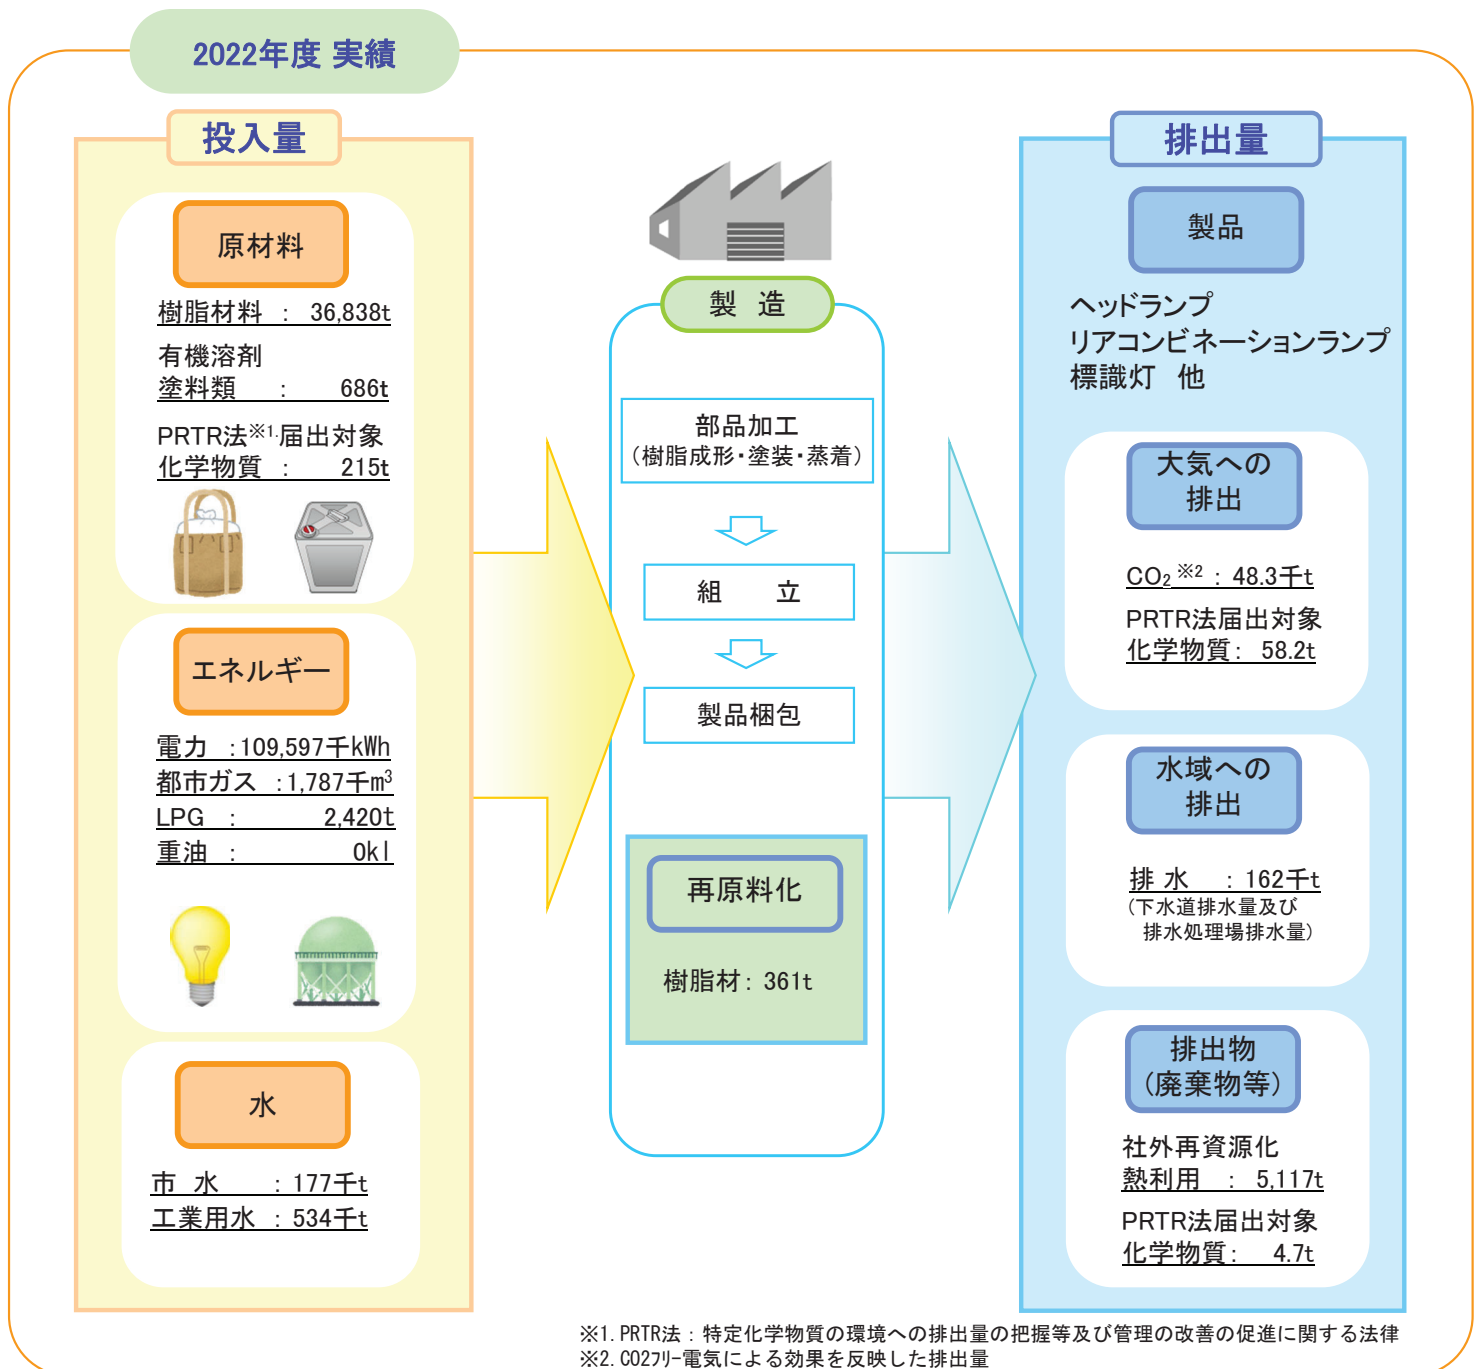 2022年度 実績
投入量
原材料
樹脂材料 : 36,838t
有機溶剤
塗料類 : 686t
PRTR法※1.届出対象
化学物質 : 215t
エネルギー
電力 :109,597千kWh
都市ガス :1,787千m³
LPG : 2,420t
重油 : 0kl
水
市 水 : 177千t
工業用水 : 534千t
製 造
部品加工
(樹脂成形・塗装・蒸着)
組 立
製品梱包
再原料化
樹脂材: 361t
排出量
製品
ヘッドランプ
リアコンビネーションランプ
標識灯 他
大気への
排出
CO₂ ※2 : 48.3千t
PRTR法届出対象
化学物質: 58.2t
水域への
排出
排 水 : 162千t
(下水道排水量及び
排水処理場排水量)
排出物
(廃棄物等)
社外再資源化
熱利用 : 5,117t
PRTR法届出対象
化学物質: 4.7t
※1. PRTR法 : 特定化学物質の環境への排出量の把握等及び管理の改善の促進に関する法律
※2. CO2フリー電気による効果を反映した排出量